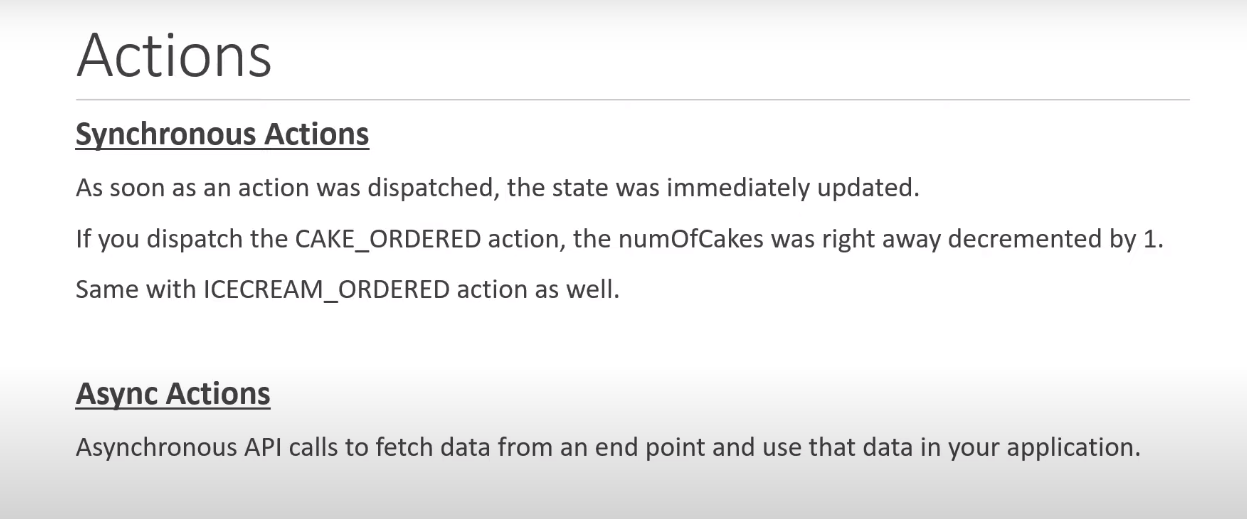 Actions
Synchronous Actions
As soon as an action was dispatched, the state was immediately updated.
If you dispatch the CAKE_ORDERED action, the numOfCakes was right away decremented by 1.
Same with ICECREAM_ORDERED action as well.
Async Actions
Asynchronous API calls to fetch data from an end point and use that data in your application.